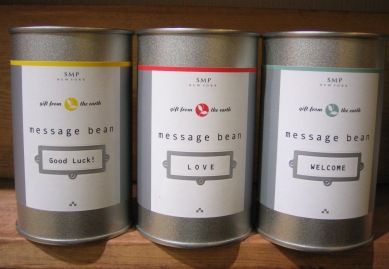 SMP
NEW YORK
gift from the earth
message bean
Good Luck!
SMP
NEW YORK
gift from the earth
message bean
LOVE
SMP
NEW YORK
gift from the earth
message bean
WELCOME